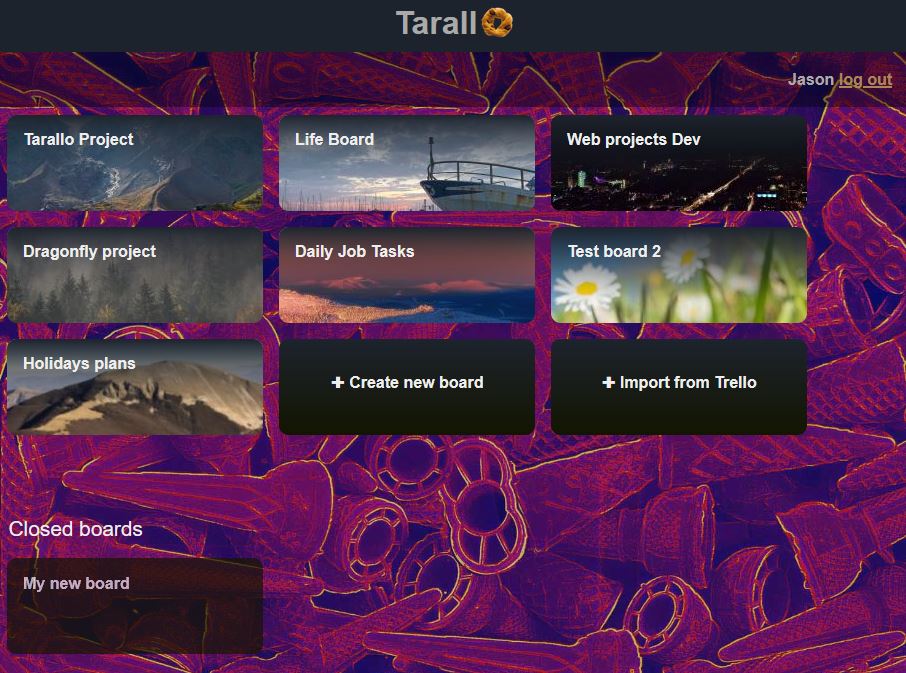 Tarall
Jason log out
Tarallo Project
Life Board
Web projects Dev
Dragonfly project
Daily Job Tasks
Test board 2
Holidays plans
+ Create new board
+ Import from Trello
Closed boards
My new board